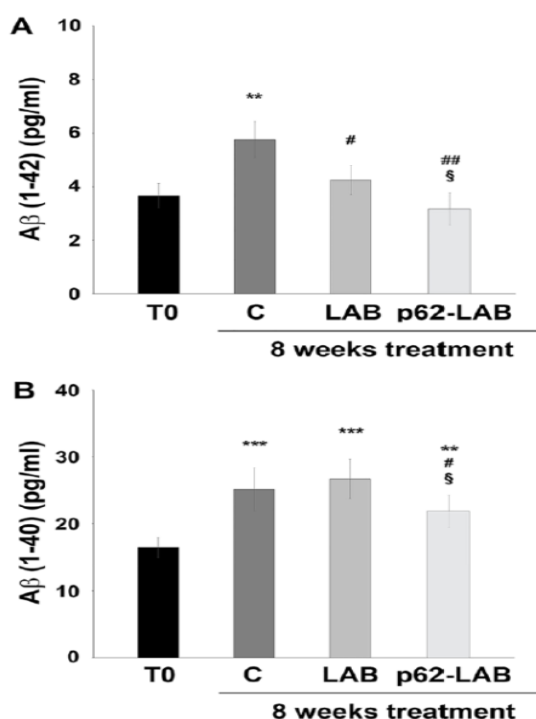 A
Aβ (1-42) (pg/ml)
10
8
6
4
2
0
**
#
##
§
T0 C LAB p62-LAB
8 weeks treatment
B
Aβ (1-40) (pg/ml)
40
30
20
10
0
***
***
**
#
§
T0 C LAB p62-LAB
8 weeks treatment